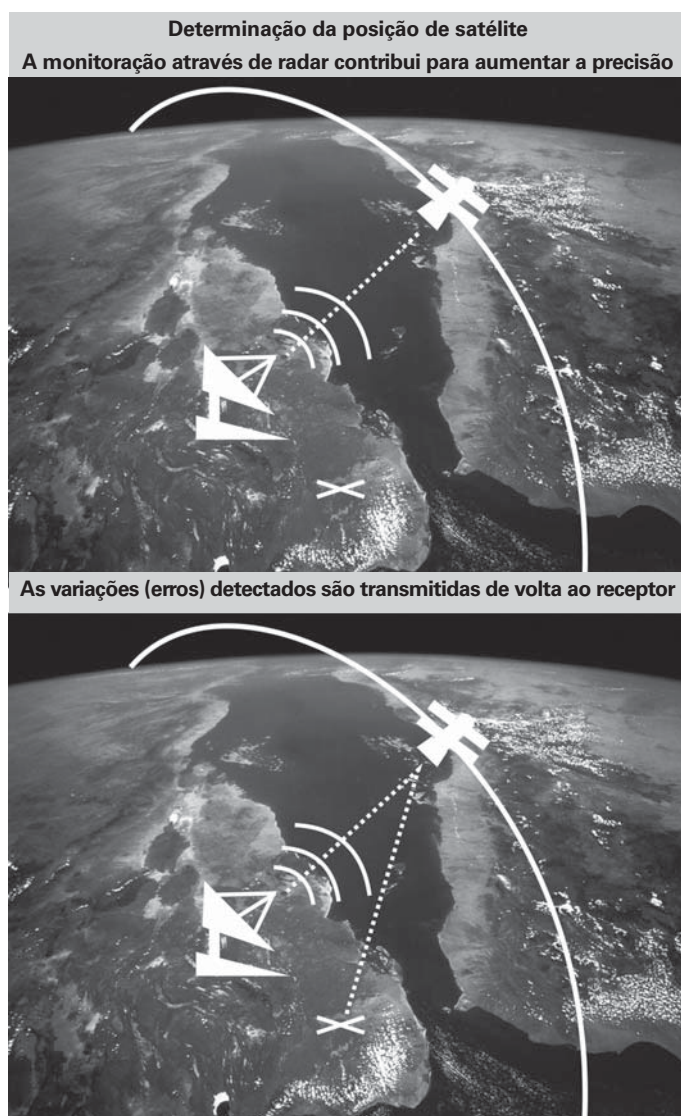 Determinação da posição de satélite
A monitoração através de radar contribui para aumentar a precisão
As variações (erros) detectados são transmitidas de volta ao receptor